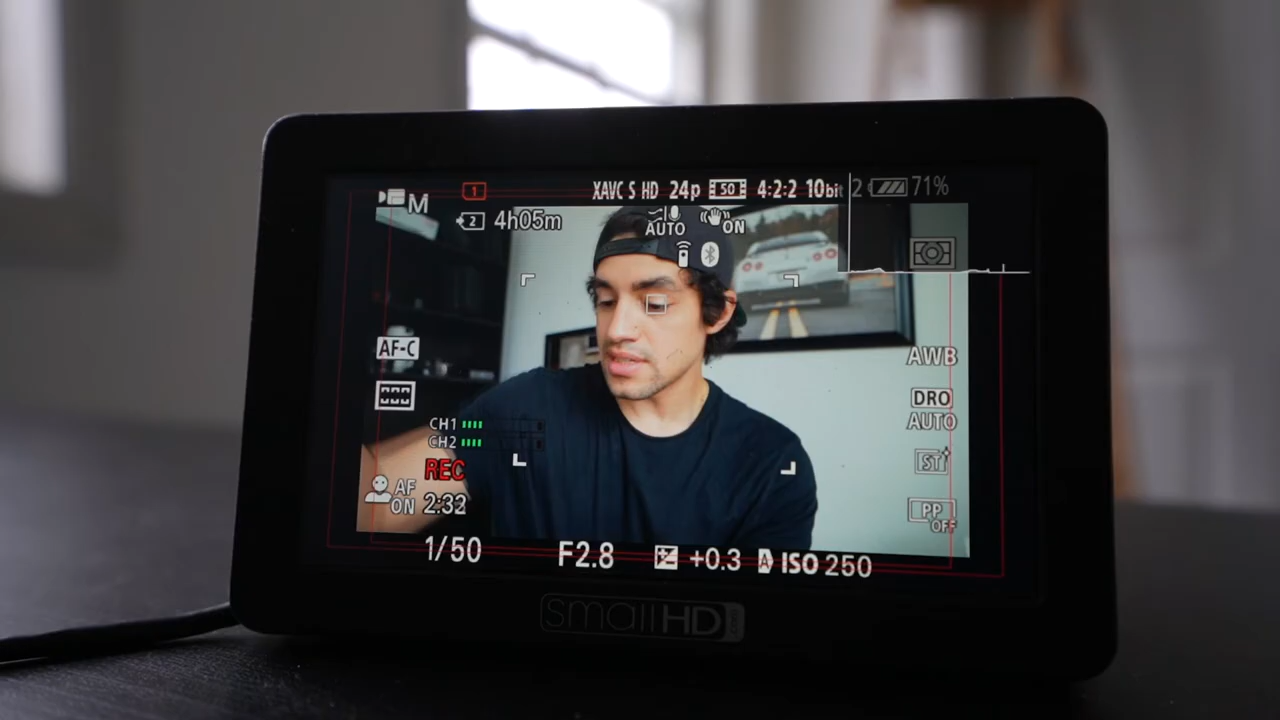 M
1
XAVC S HD 24p 50 4:2:2 10bit 2 71%
2 4h05m
AUTO
ON
AF-C
AWB
DRO
AUTO
CH1
CH2
REC
ST
AF
ON 2:32
PP
OFF
1/50 F2.8 +0.3 A ISO 250
smallHD